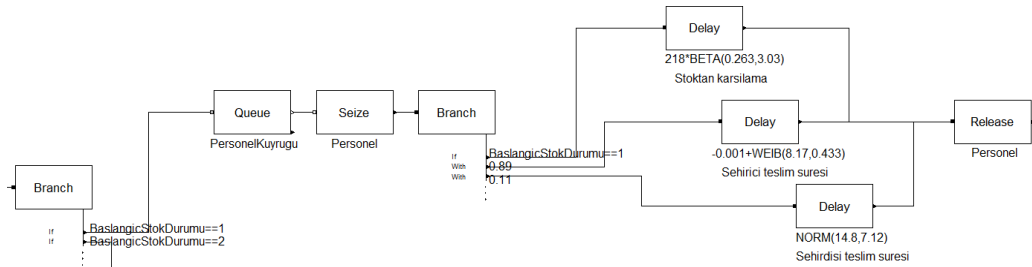 Branch
If BaslangicStokDurumu==1
If BaslangicStokDurumu==2
Queue
PersonelKuyrugu
Seize
Personel
Branch
If BaslangicStokDurumu==1
With 0.89
With 0.11
Delay
218*BETA(0.263,3.03)
Stoktan karsilama
Delay
-0.001+WEIB(8.17,0.433)
Sehirici teslim suresi
Delay
NORM(14.8,7.12)
Sehirdisi teslim suresi
Release
Personel